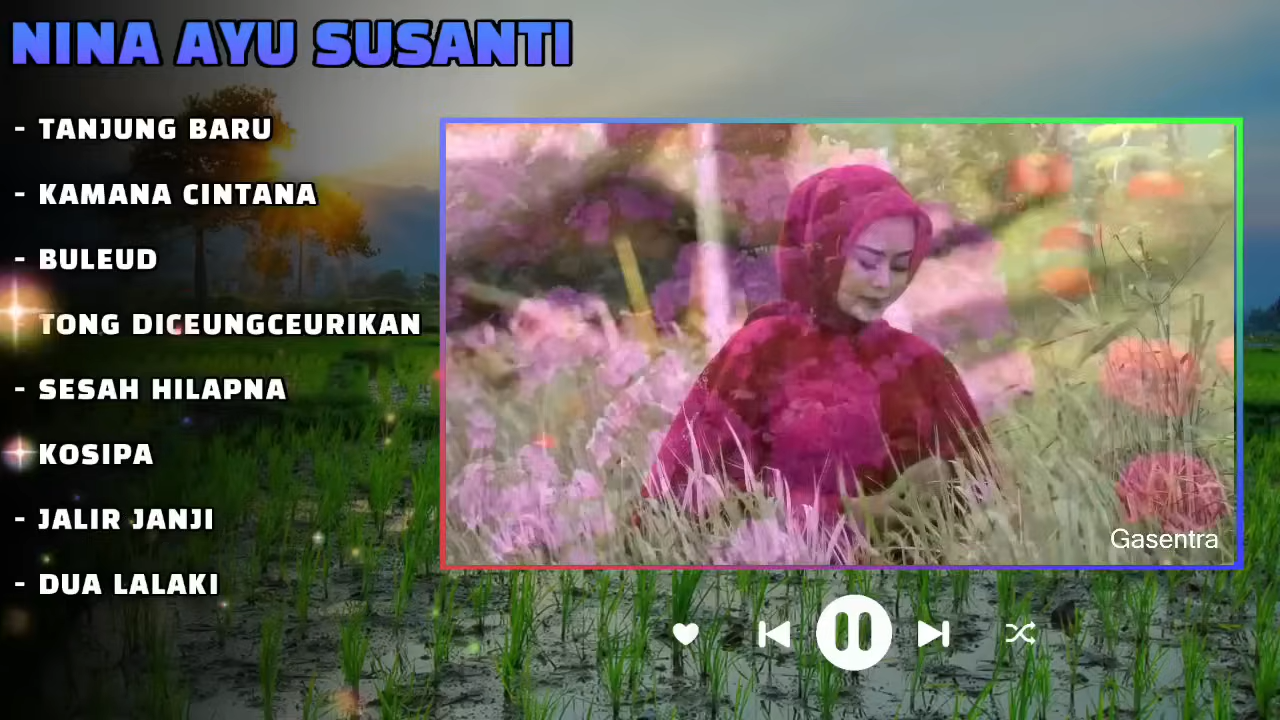 NINA AYU SUSANTI
- TANJUNG BARU
- KAMANA CINTANA
- BULEUD
TONG DICEUNGCEURIKAN
- SESAH HILAPNA
- KOSIPA
- JALIR JANJI
- DUA LALAKI
Gasentra